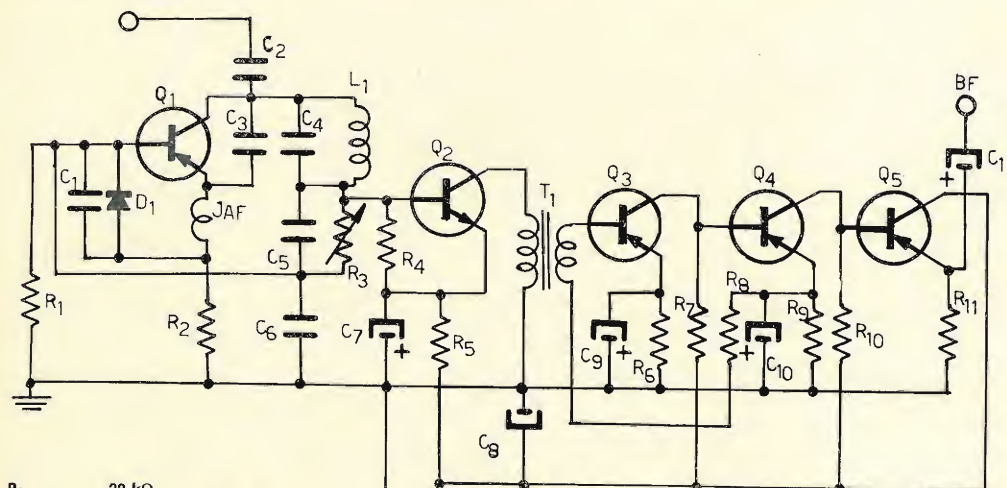 C2
BF
L1
Q1
C3
C4
C1
D1
Q2
T1
Q3
Q4
Q5
C1
JAF
R1
R2
C5
R3
R4
C6
C7
+
R5
C8
C9
+
R6
R7
R8
+
C10
R9
R10
R11
+